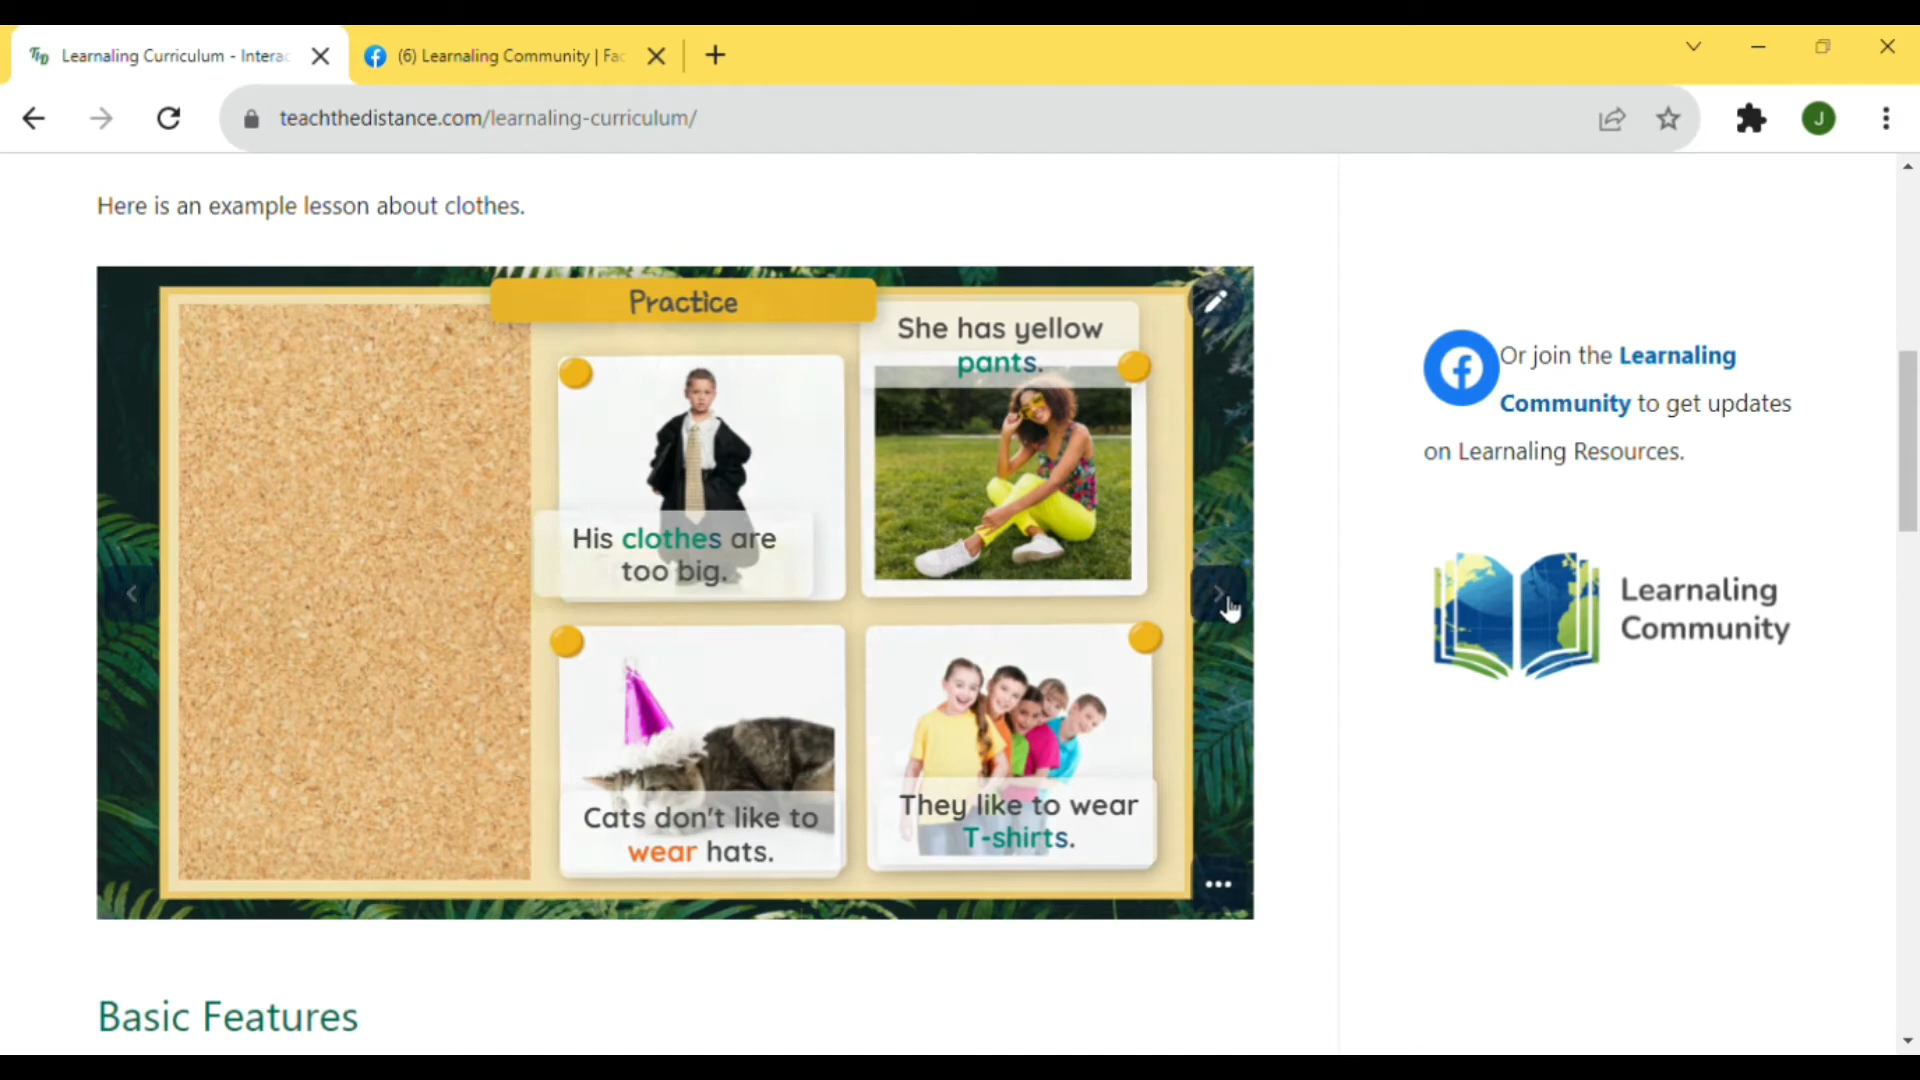 Learnaling Curriculum - Interac
(6) Learnaling Community | Fac
teachthedistance.com/learnaling-curriculum/
J
Here is an example lesson about clothes.
Practice
She has yellow
pants.
His clothes are
too big.
Cats don't like to
wear hats.
They like to wear
T-shirts.
Or join the Learnaling
Community to get updates
on Learnaling Resources.
Learnaling
Community
Basic Features